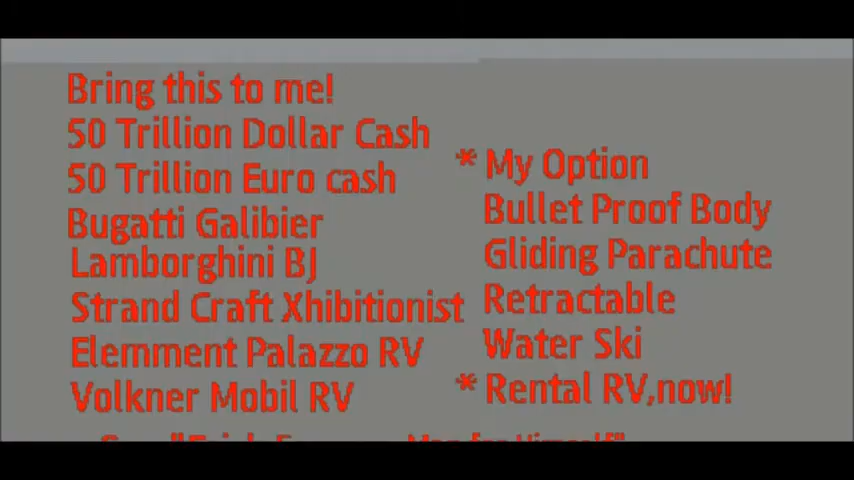 Bring this to me!
50 Trillion Dollar Cash
50 Trillion Euro cash
Bugatti Galibier
Lamborghini BJ
Strand Craft Xhibitionist
Elemment Palazzo RV
Volkner Mobil RV
* My Option
Bullet Proof Body
Gliding Parachute
Retractable
Water Ski
* Rental RV,now!